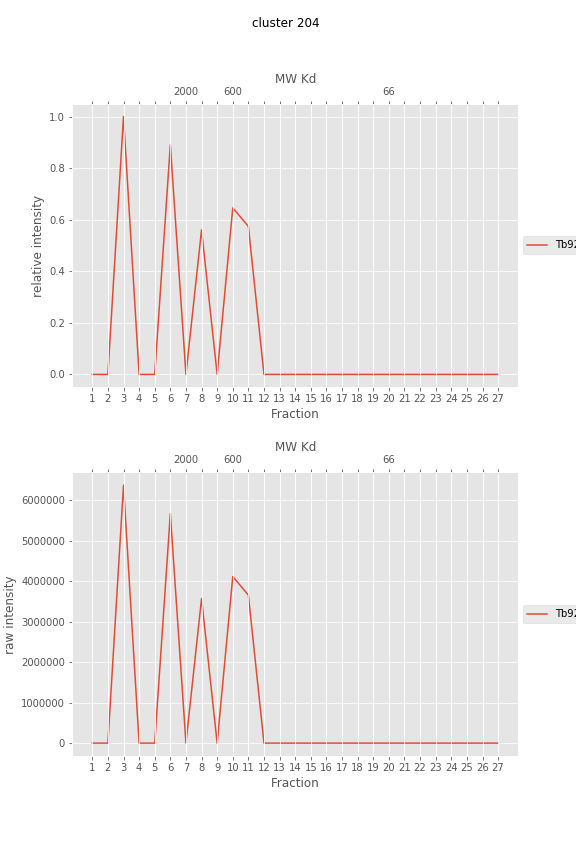 cluster 204
MW Kd
2000 600 66
1.0
0.8
0.6
0.4
0.2
0.0
relative intensity
Tb92
1 2 3 4 5 6 7 8 9 10 11 12 13 14 15 16 17 18 19 20 21 22 23 24 25 26 27
Fraction
MW Kd
2000 600 66
6000000
5000000
4000000
3000000
2000000
1000000
0
raw intensity
Tb92
1 2 3 4 5 6 7 8 9 10 11 12 13 14 15 16 17 18 19 20 21 22 23 24 25 26 27
Fraction